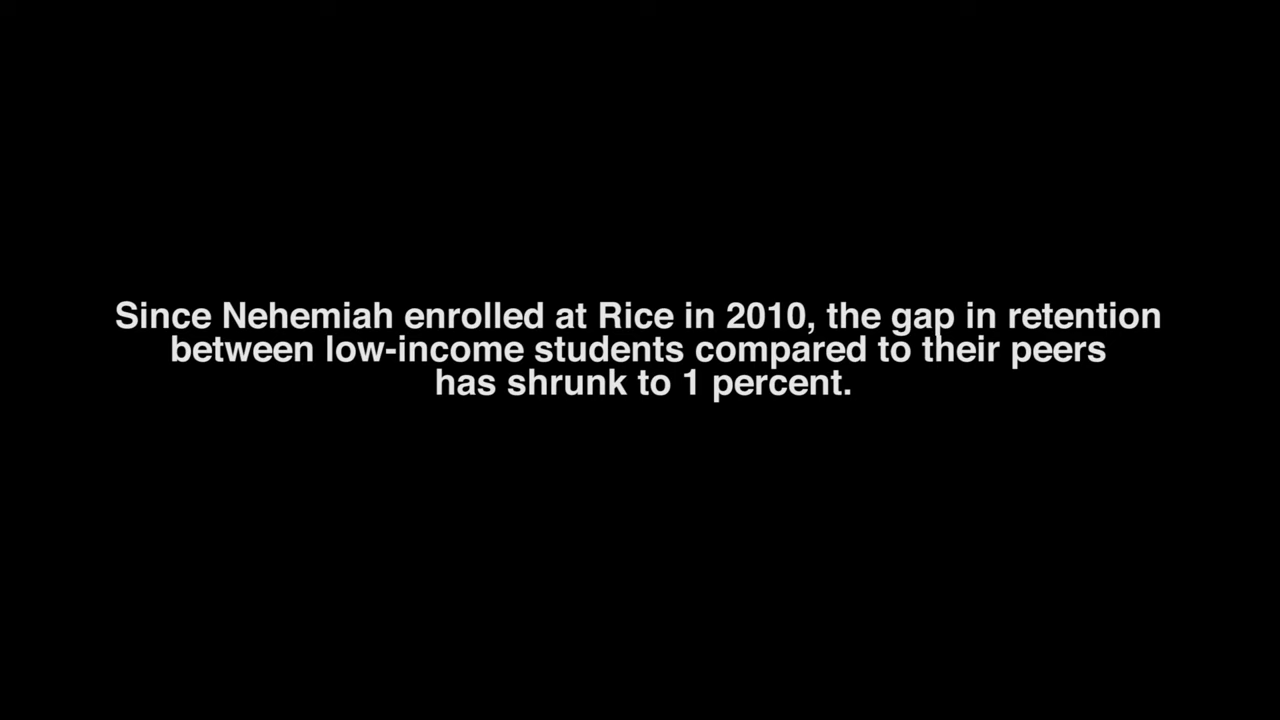 Since Nehemiah enrolled at Rice in 2010, the gap in retention
between low-income students compared to their peers
has shrunk to 1 percent.